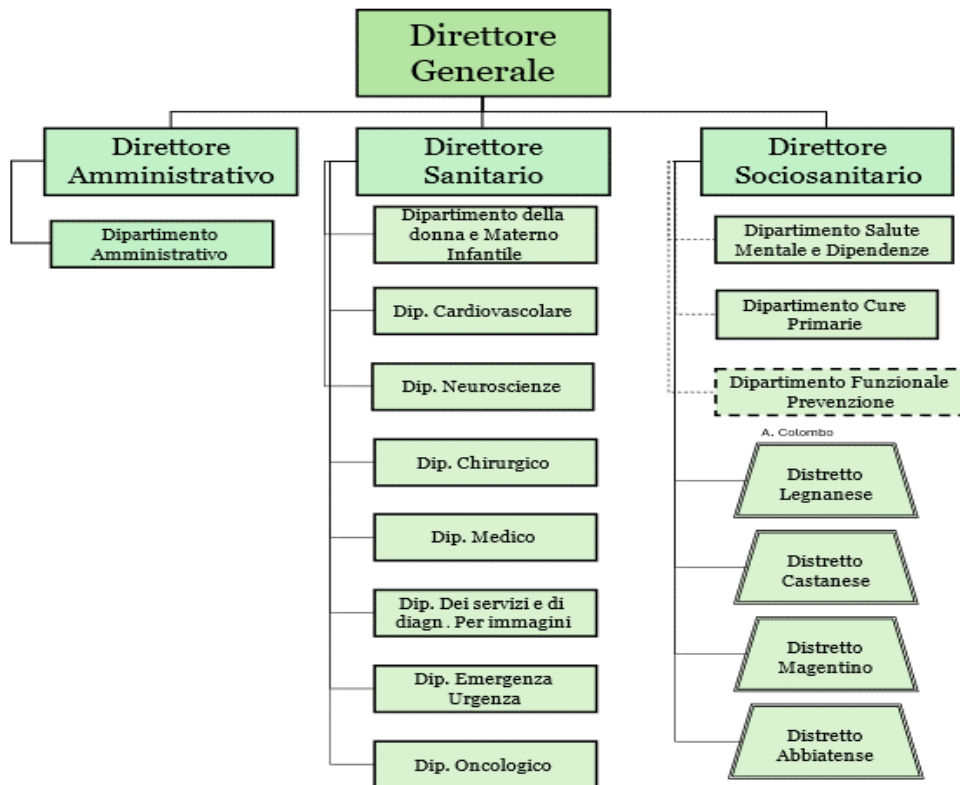 Direttore
Generale
Direttore
Amministrativo
Dipartimento
Amministrativo
Direttore
Sanitario
Dipartimento della
donna e Materno
Infantile
Dip. Cardiovascolare
Dip. Neuroscienze
Dip. Chirurgico
Dip. Medico
Dip. Dei servizi e di
diagn. Per immagini
Dip. Emergenza
Urgenza
Dip. Oncologico
Direttore
Sociosanitario
Dipartimento Salute
Mentale e Dipendenze
Dipartimento Cure
Primarie
Dipartimento Funzionale
Prevenzione
A. Colombo
Distretto
Legnanese
Distretto
Castanese
Distretto
Magentino
Distretto
Abbiatense